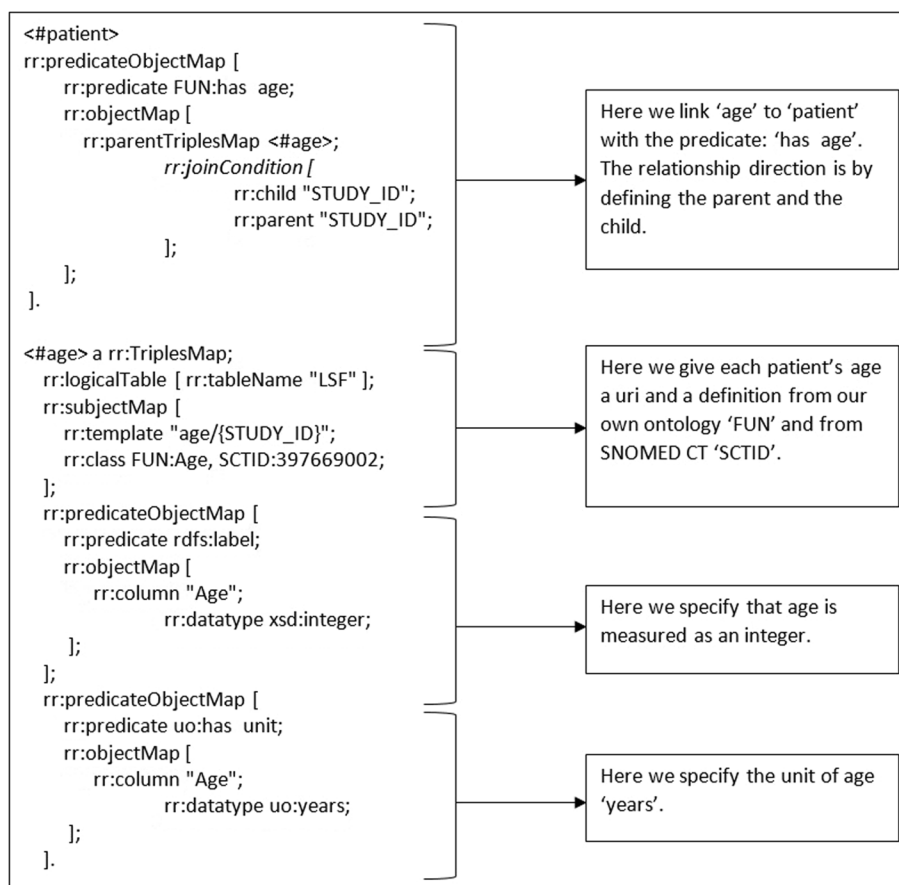 <#patient>
rr:predicateObjectMap [
rr:predicate FUN:has age;
rr:objectMap [
rr:parentTriplesMap <#age>;
rr:joinCondition [
rr:child "STUDY_ID";
rr:parent "STUDY_ID";
];
];
].
Here we link ‘age’ to ‘patient’
with the predicate: ‘has age’.
The relationship direction is by
defining the parent and the
child.
<#age> a rr:TriplesMap;
rr:logicalTable [ rr:tableName "LSF" ];
rr:subjectMap [
rr:template "age/{STUDY_ID}";
rr:class FUN:Age, SCTID:397669002;
];
Here we give each patient’s age
a uri and a definition from our
own ontology ‘FUN’ and from
SNOMED CT ‘SCTID’.
rr:predicateObjectMap [
rr:predicate rdfs:label;
rr:objectMap [
rr:column "Age";
rr:datatype xsd:integer;
];
];
Here we specify that age is
measured as an integer.
rr:predicateObjectMap [
rr:predicate uo:has unit;
rr:objectMap [
rr:column "Age";
rr:datatype uo:years;
];
].
Here we specify the unit of age
‘years’.